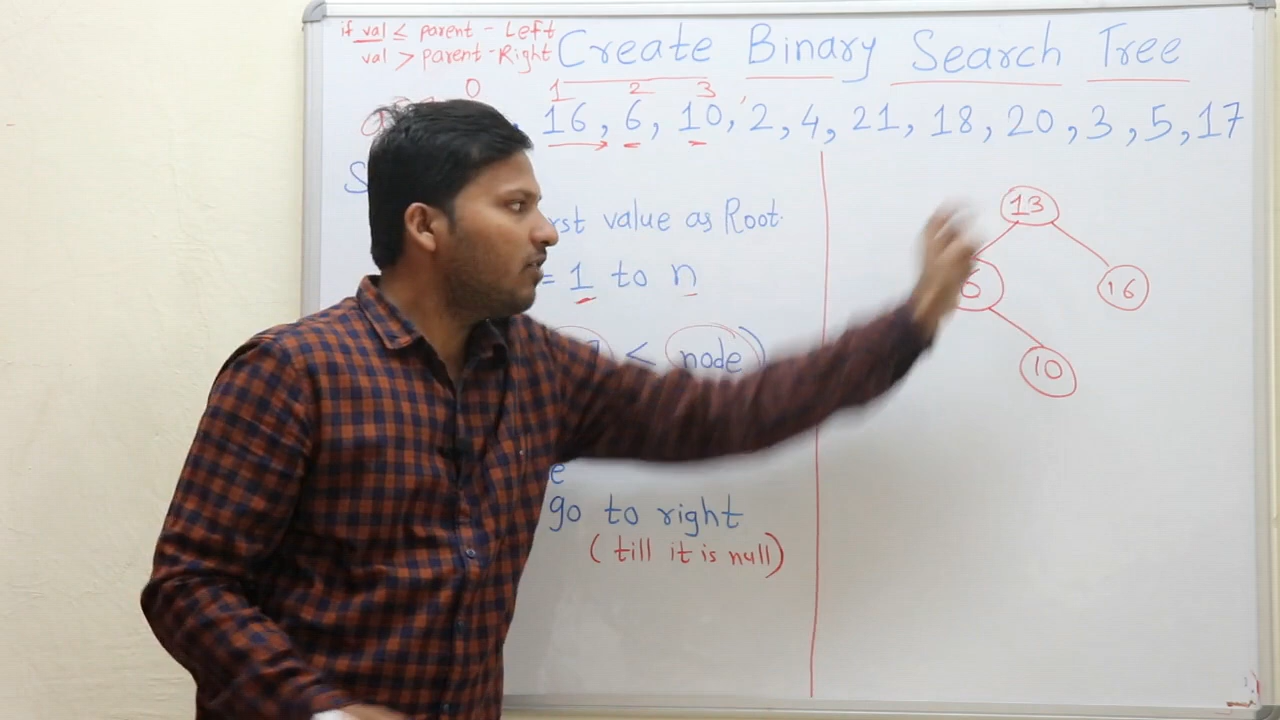 if val ≤ parent - Left
val > parent - Right
Create Binary Search Tree
0 1 2 3
16, 6, 10, 2, 4, 21, 18, 20, 3, 5, 17
value as Root.
= 1 to n
< node)
go to right
(till it is null)
13
6 16
10